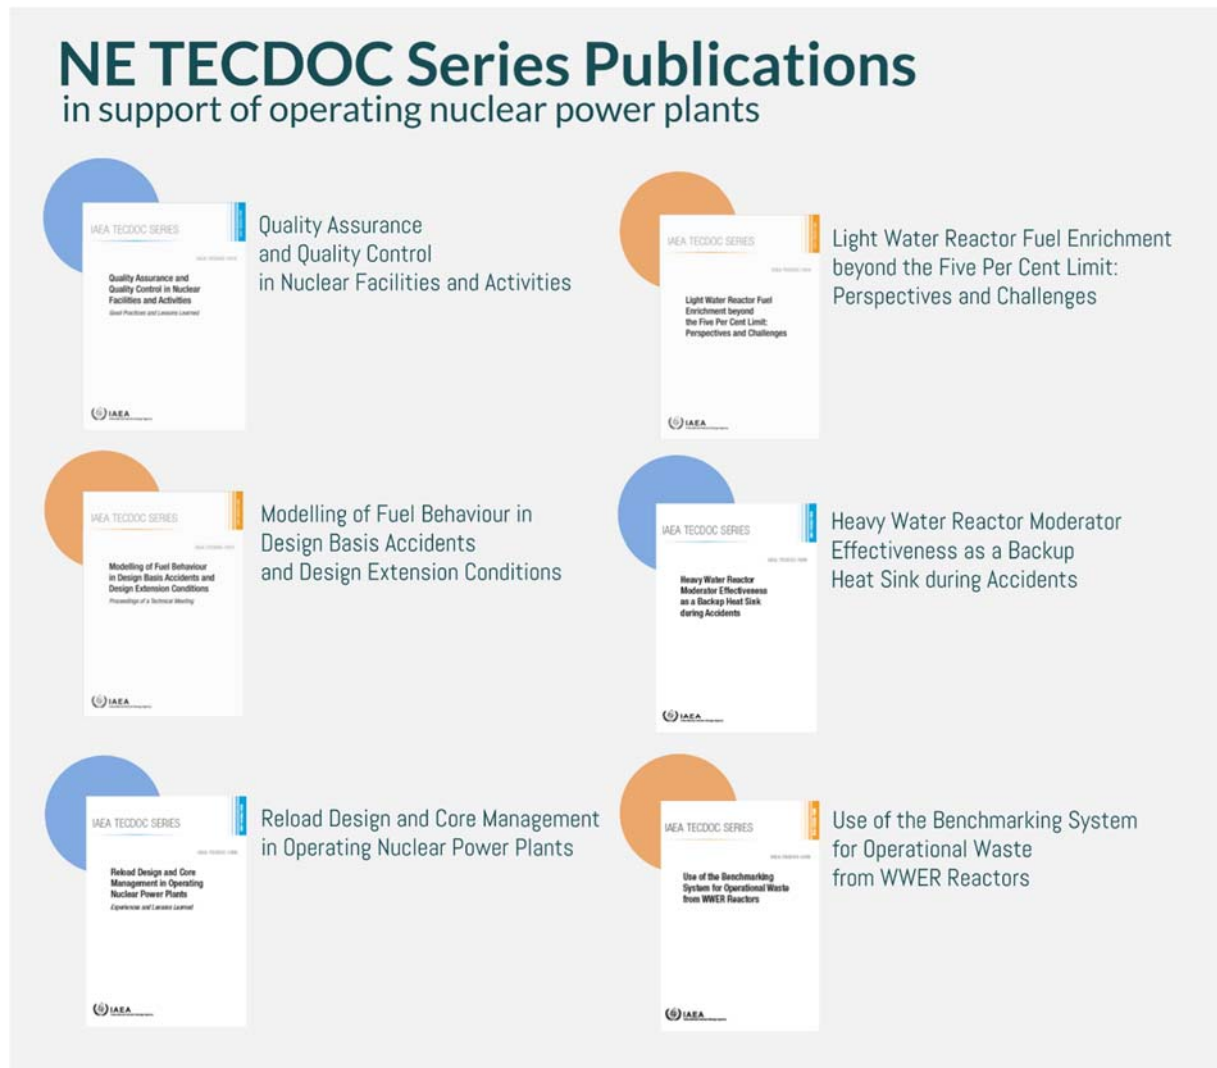 NE TECDOC Series Publications
in support of operating nuclear power plants
IAEA TECDOC SERIES
Quality Assurance and
Quality Control in Nuclear
Facilities and Activities
Good Practices and Lessons Learned
IAEA
Quality Assurance
and Quality Control
in Nuclear Facilities and Activities
IAEA TECDOC SERIES
Light Water Reactor Fuel
Enrichment beyond
the Five Per Cent Limit:
Perspectives and Challenges
IAEA
Light Water Reactor Fuel Enrichment
beyond the Five Per Cent Limit:
Perspectives and Challenges
IAEA TECDOC SERIES
Modelling of Fuel Behaviour
in Design Basis Accidents and
Design Extension Conditions
Proceedings of a Technical Meeting
IAEA
Modelling of Fuel Behaviour in
Design Basis Accidents
and Design Extension Conditions
IAEA TECDOC SERIES
Heavy Water Reactor
Moderator Effectiveness
as a Backup Heat Sink
during Accidents
IAEA
Heavy Water Reactor Moderator
Effectiveness as a Backup
Heat Sink during Accidents
IAEA TECDOC SERIES
Reload Design and Core
Management in Operating
Nuclear Power Plants
Experiences and Lessons Learned
IAEA
Reload Design and Core Management
in Operating Nuclear Power Plants
IAEA TECDOC SERIES
Use of the Benchmarking
System for Operational Waste
from WWER Reactors
IAEA
Use of the Benchmarking System
for Operational Waste
from WWER Reactors